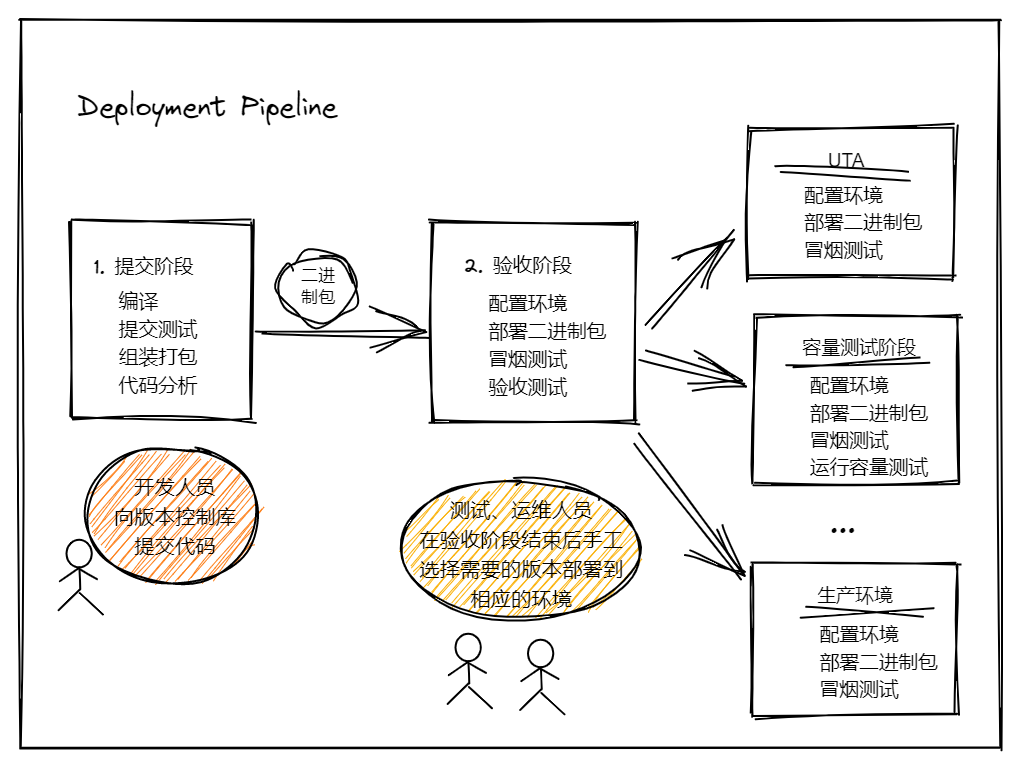 Deployment Pipeline
1. 提交阶段
编译
提交测试
组装打包
代码分析
二进
制包
2. 验收阶段
配置环境
部署二进制包
冒烟测试
验收测试
UTA
配置环境
部署二进制包
冒烟测试
容量测试阶段
配置环境
部署二进制包
冒烟测试
运行容量测试
...
生产环境
配置环境
部署二进制包
冒烟测试
开发人员
向版本控制库
提交代码
测试、运维人员
在验收阶段结束后手工
选择需要的版本部署到
相应的环境